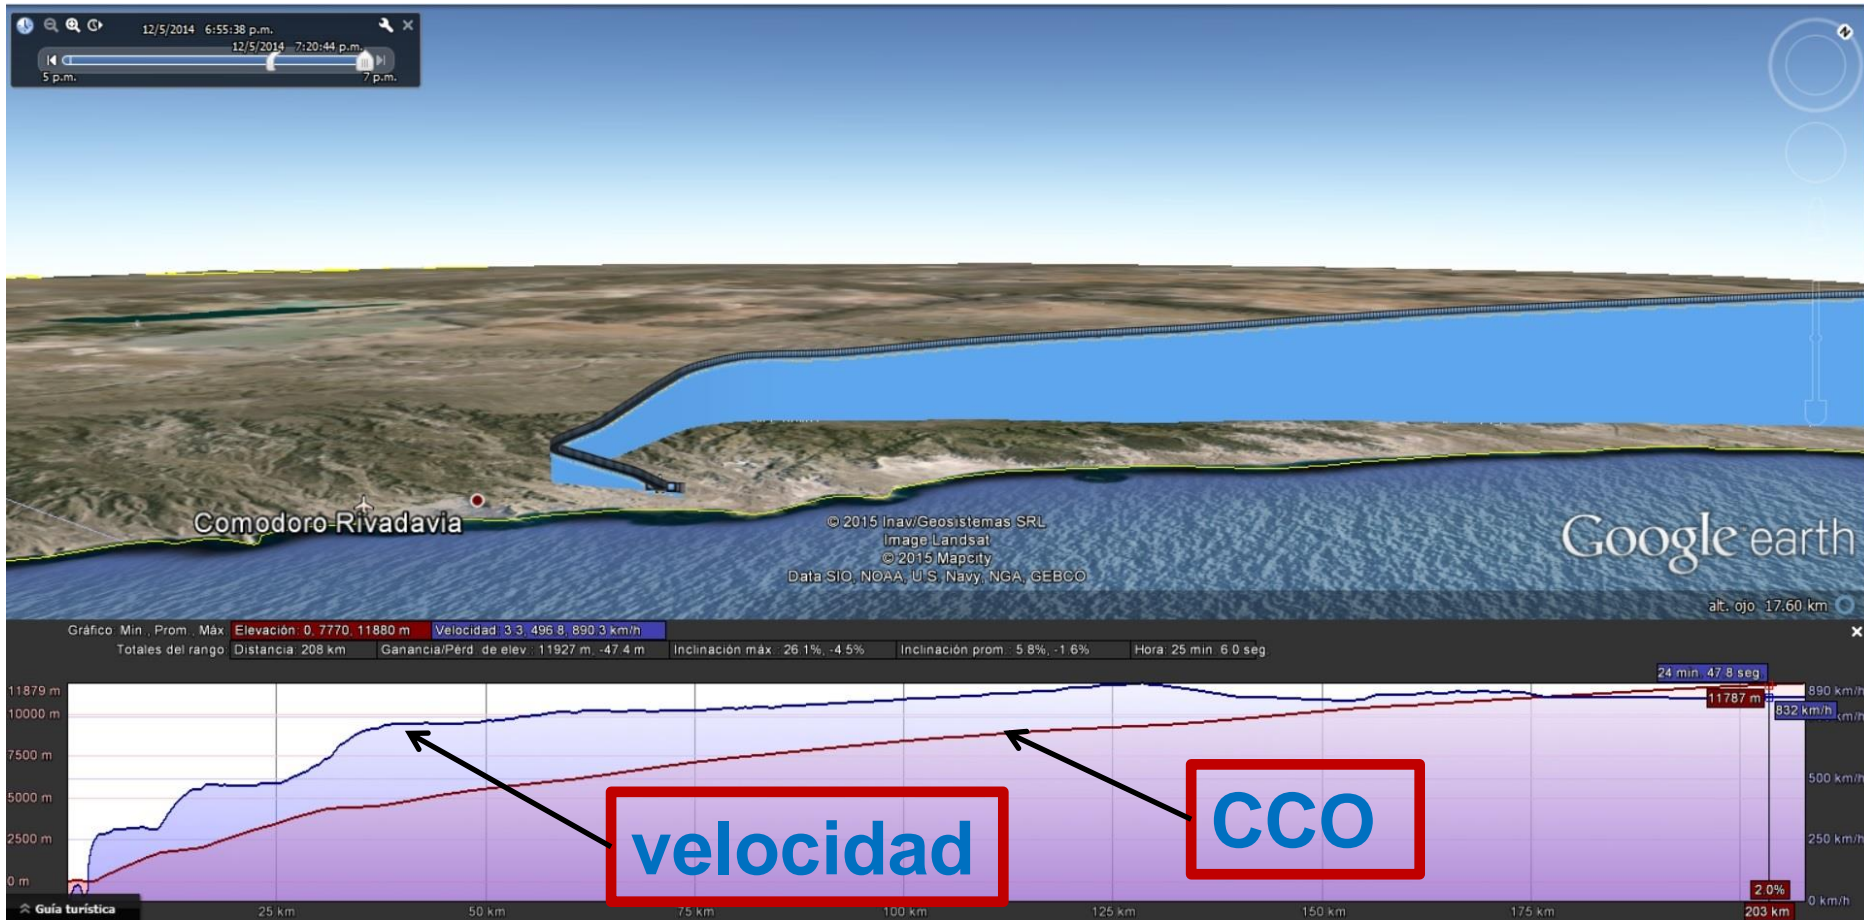 12/5/2014 6:55:38 p.m.
12/5/2014 7:20:44 p.m.
5 p.m.
7 p.m.
N
Comodoro Rivadavia
© 2015 Inav/Geosistemas SRL
Image Landsat
© 2015 Mapcity
Data SIO, NOAA, U.S. Navy, NGA, GEBCO
Google earth
alt. ojo 17.60 km
Gráfico: Mín., Prom., Máx. Elevación: 0, 7770, 11880 m Velocidad: 3.3, 496.8, 890.3 km/h
Totales del rango: Distancia: 208 km Ganancia/Pérd. de elev.: 11927 m, -47.4 m Inclinación máx.: 26.1%, -4.5% Inclinación prom.: 5.8%, -1.6% Hora: 25 min. 6.0 seg.
24 min. 47.8 seg.
11879 m
890 km/h
11787 m
832 km/h
10000 m
km/h
7500 m
5000 m
500 km/h
velocidad
CCO
2500 m
250 km/h
0 m
2.0%
0 km/h
Guía turística
25 km
50 km
75 km
100 km
125 km
150 km
175 km
203 km